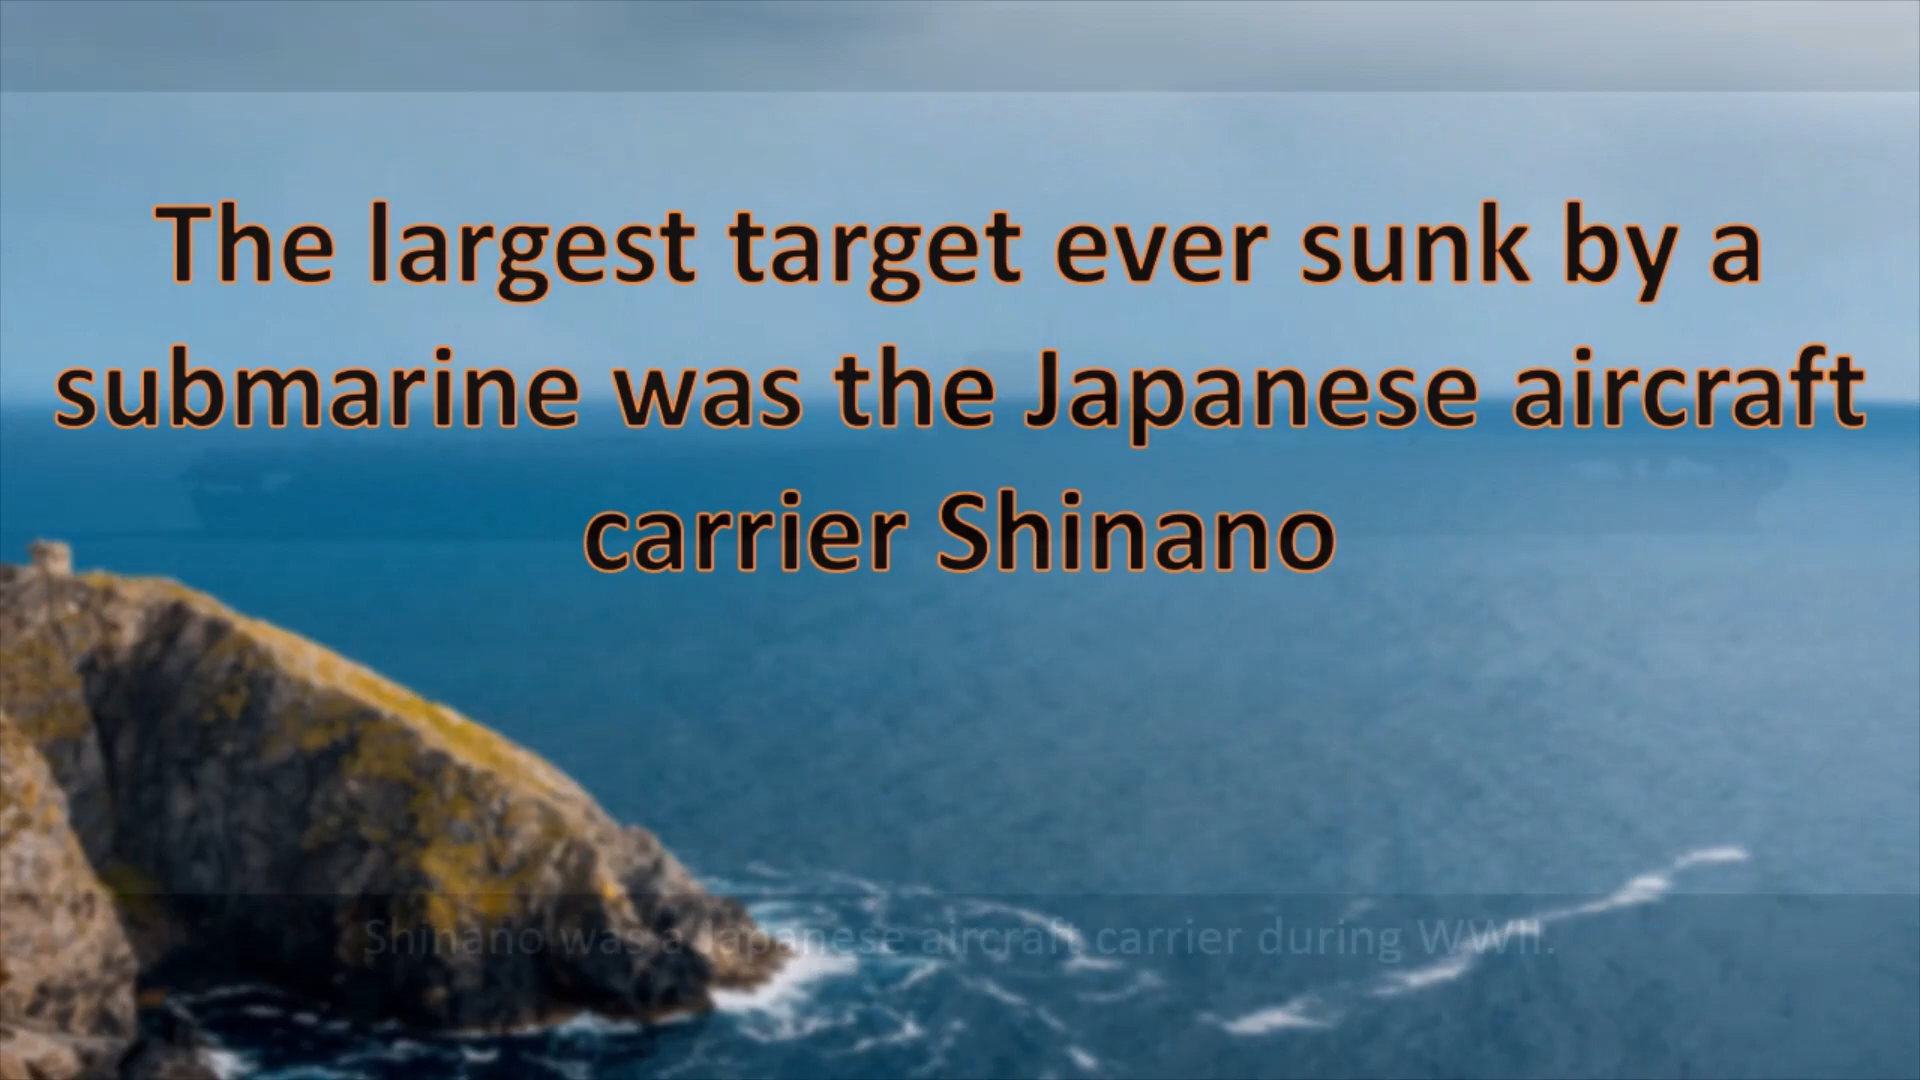 The largest target ever sunk by a
submarine was the Japanese aircraft
carrier Shinano
Shinano was a Japanese aircraft carrier during WWII.